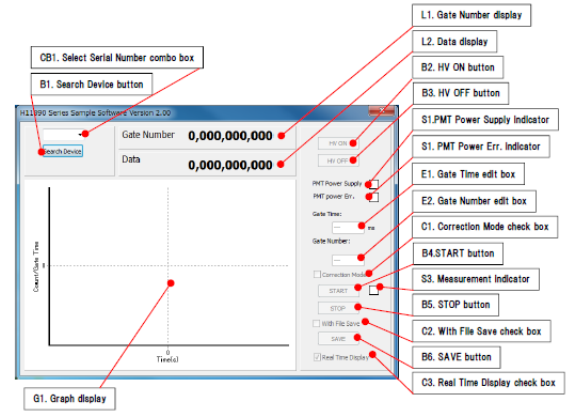 L1. Gate Number display
L2. Data display
CB1. Select Serial Number combo box
B2. HV ON button
B1. Search Device button
B3. HV OFF button
H11890 Series Sample Software Version 2.00
S1.PMT Power Supply Indicator
Gate Number 0,000,000,000
HV ON
Search Device
S1. PMT Power Err. Indicator
Data 0,000,000,000
HV OFF
E1. Gate Time edit box
PMT Power Supply
PMT power Err.
E2. Gate Number edit box
Gate Time:
--- ms
C1. Correction Mode check box
Gate Number:
---
B4.START button
Correction Mode
S3. Measurement Indicator
START
B5. STOP button
STOP
With File Save
C2. With File Save check box
SAVE
B6. SAVE button
Real Time Display
C3. Real Time Display check box
Count/Gate Time
0
0
Time(s)
G1. Graph display